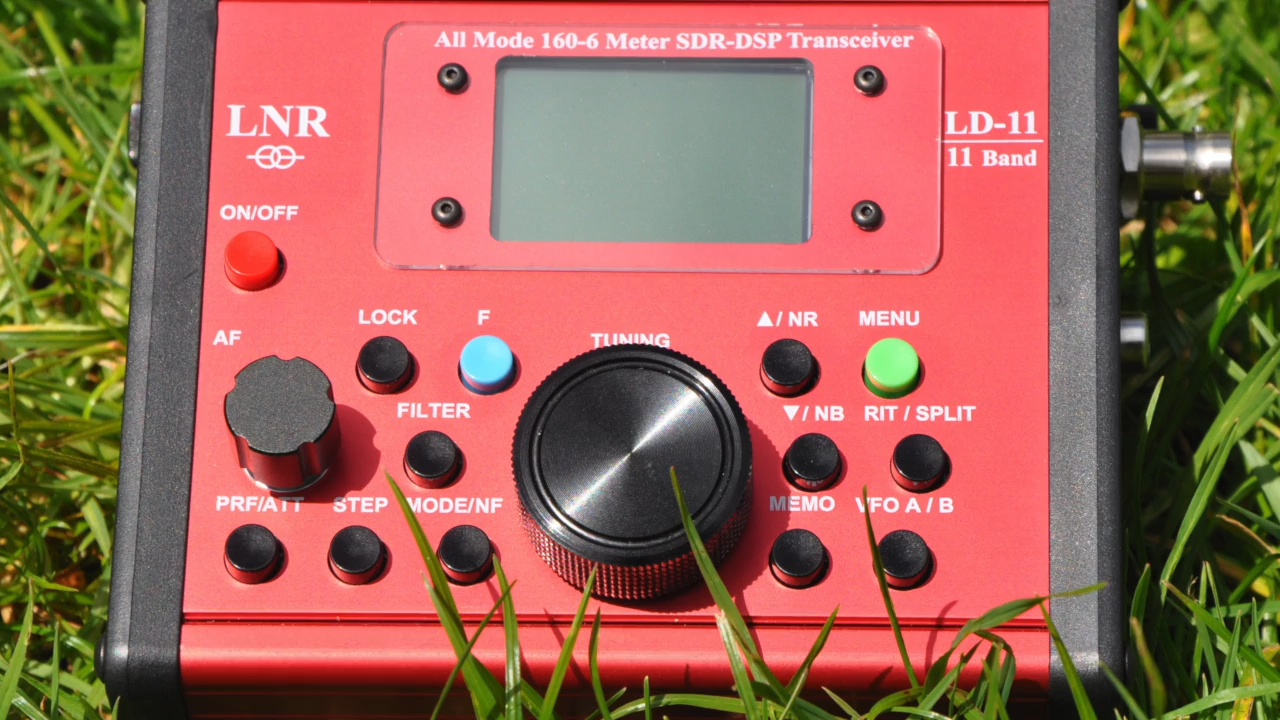 All Mode 160-6 Meter SDR-DSP Transceiver
LNR
LD-11
11 Band
ON/OFF
LOCK
F
▲/ NR
MENU
AF
TUNING
FILTER
▼/ NB
RIT / SPLIT
PRF/ATT
STEP
MODE/NF
MEMO
VFO A / B